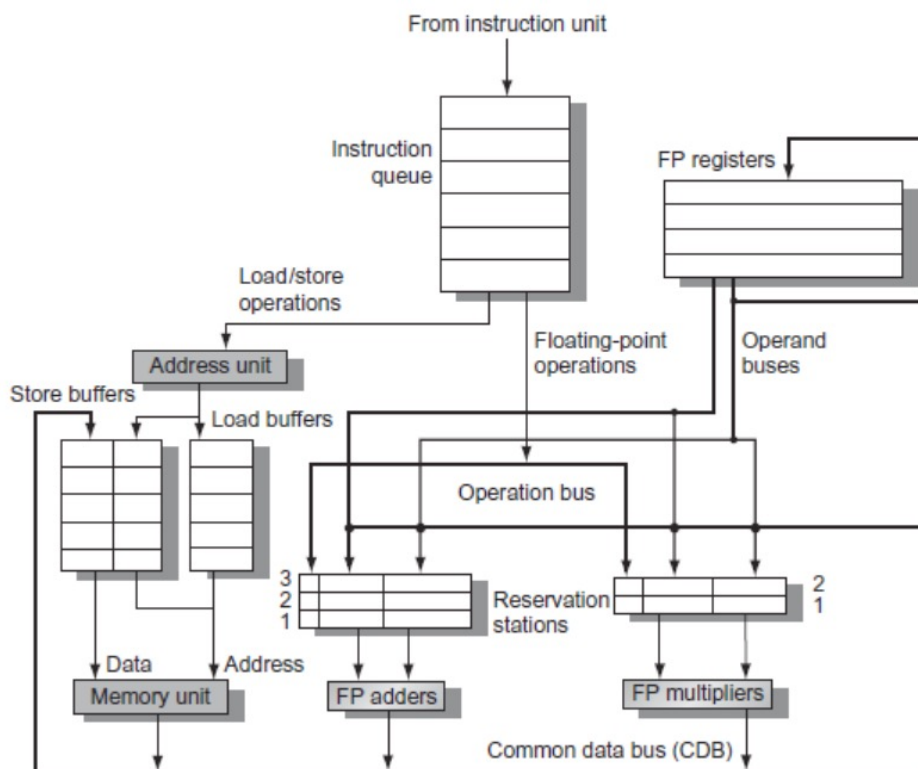 From instruction unit
Instruction
queue
FP registers
Load/store
operations
Floating-point
operations
Operand
buses
Address unit
Store buffers
Load buffers
Operation bus
3
2
1
Reservation
stations
2
1
Data
Address
Memory unit
FP adders
FP multipliers
Common data bus (CDB)